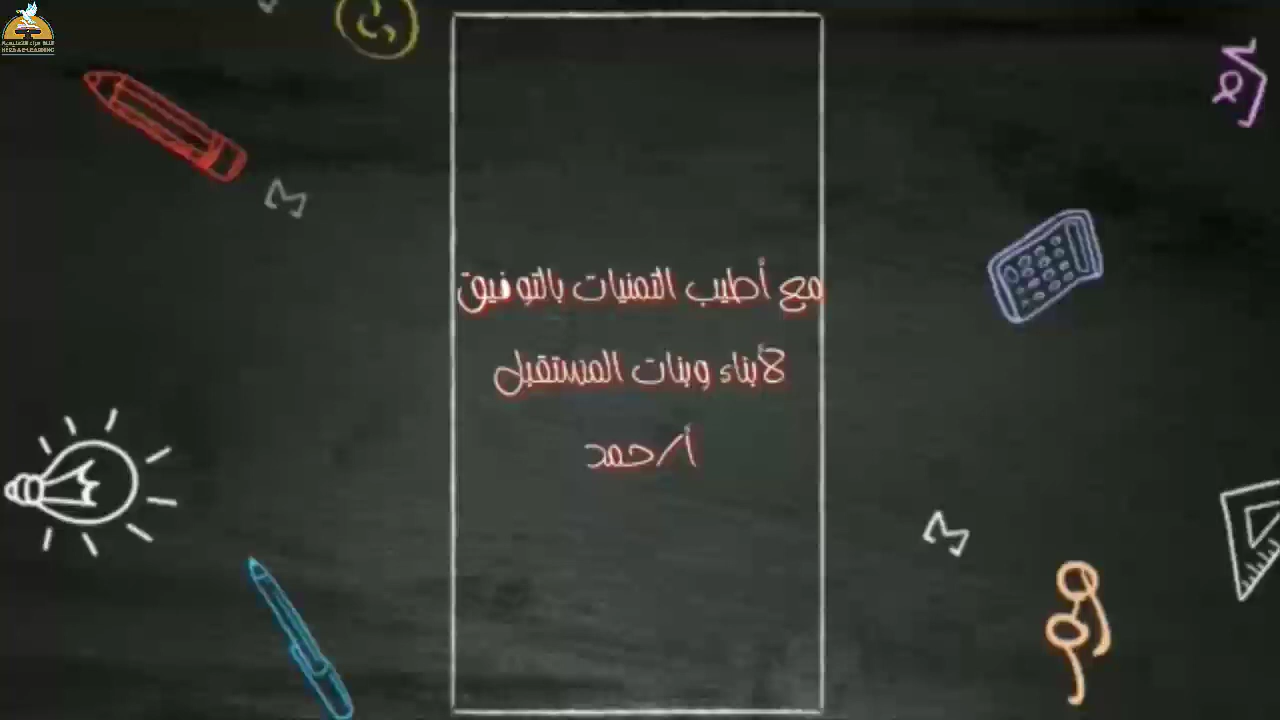 مع أطيب التمنيات بالتوفيق
لأبناء وبنات المستقبل
أ/حمد